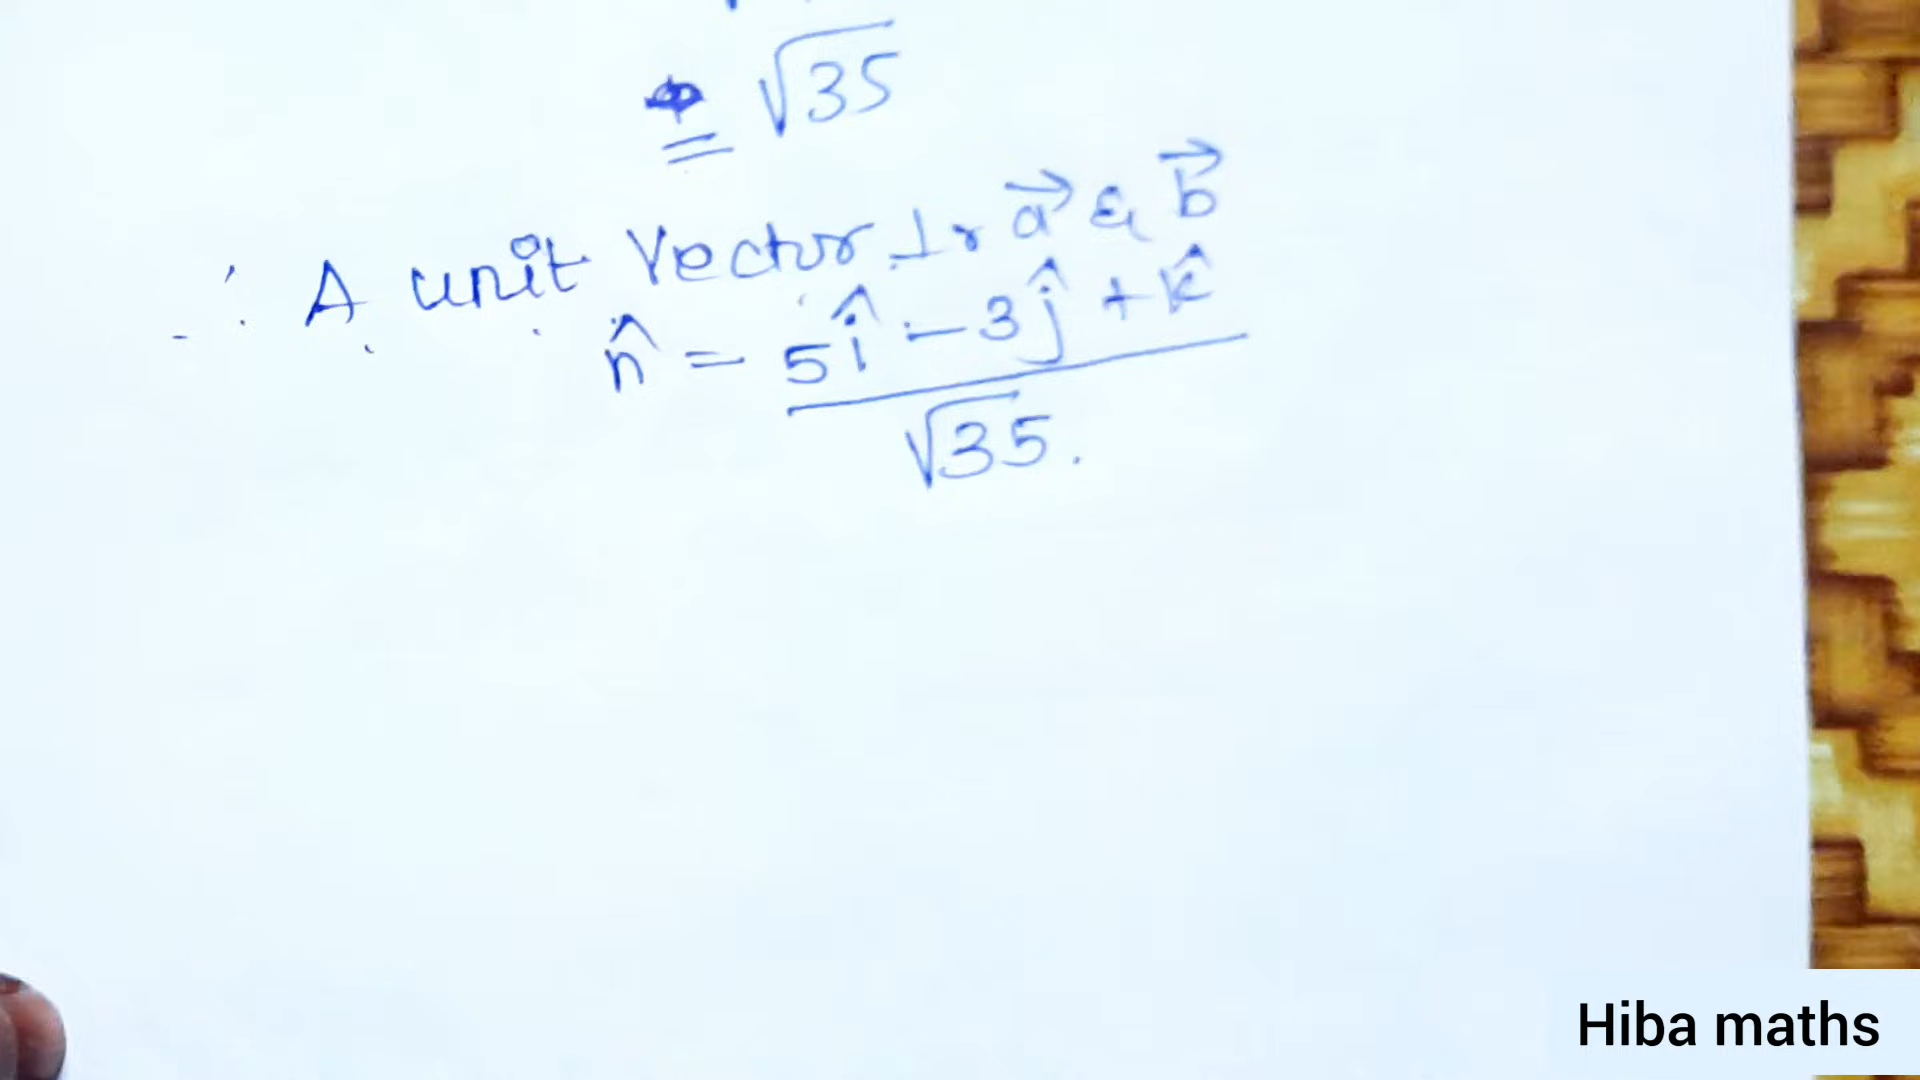 = √35
∴ A unit Vector ⊥r a⃗ & b⃗
n̂ = 5î − 3ĵ + k̂
√35.
Hiba maths